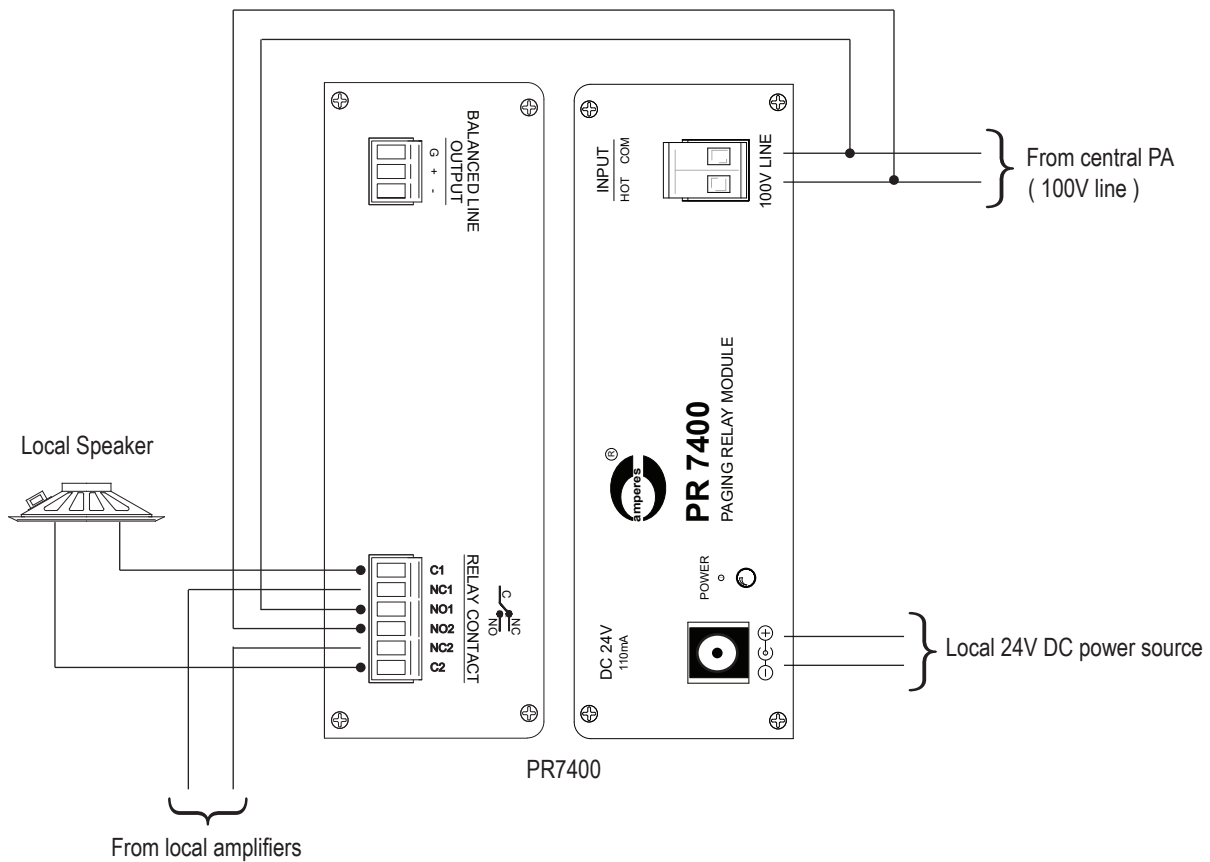 BALANCED LINE
OUTPUT
G + -
INPUT
HOT COM
100V LINE
From central PA
( 100V line )
PR 7400
PAGING RELAY MODULE
amperes
®
Local Speaker
C1
NC1
NO1
NO2
NC2
C2
RELAY CONTACT
C
NO
NC
POWER
DC 24V
110mA
+
C
-
Local 24V DC power source
PR7400
From local amplifiers